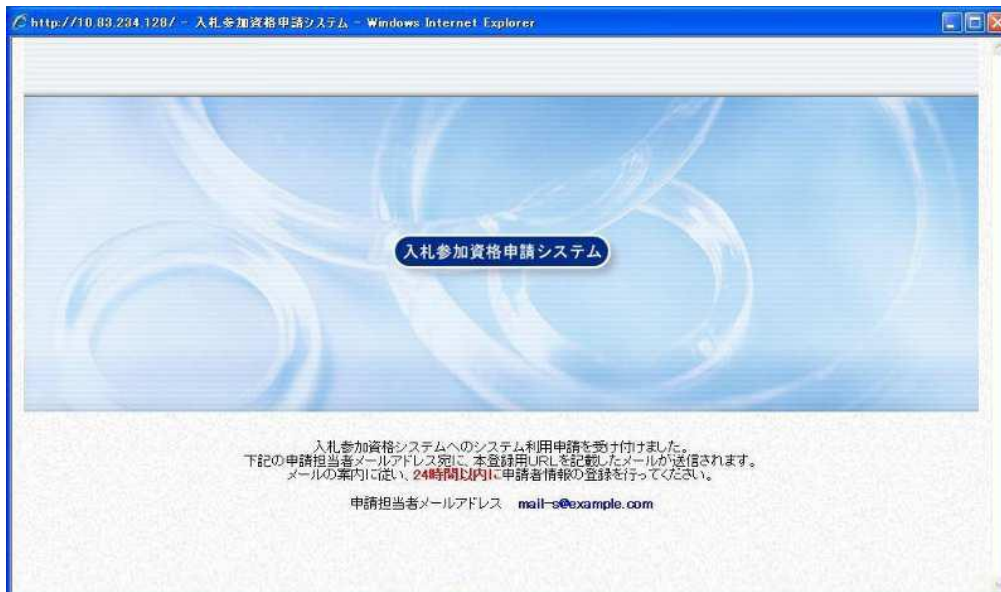 http://10.83.234.128/ - 入札参加資格申請システム - Windows Internet Explorer
入札参加資格申請システム
入札参加資格システムへのシステム利用申請を受け付けました。
下記の申請担当者メールアドレス宛に、本登録用URLを記載したメールが送信されます。
メールの案内に従い、24時間以内に申請者情報の登録を行ってください。
申請担当者メールアドレス mail-s@example.com